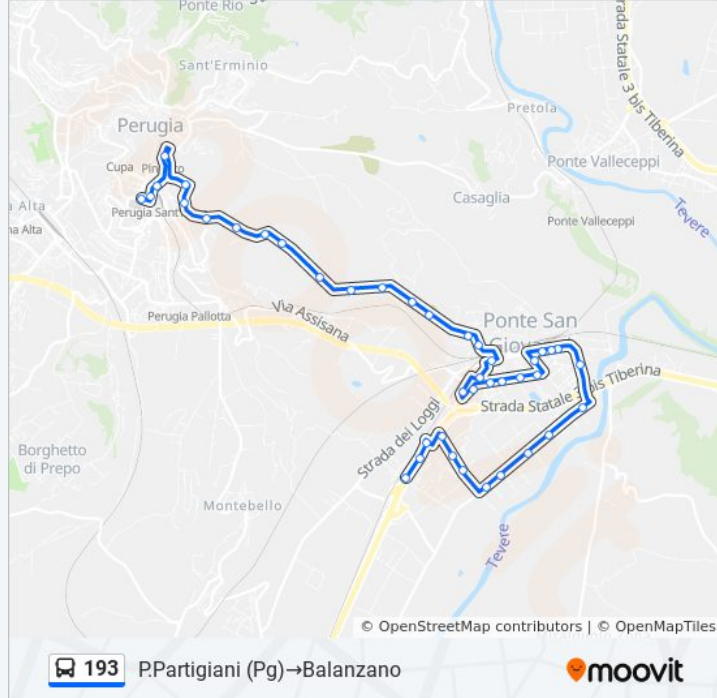 Ponte Rio
Sant'Erminio
Perugia
Cupa
Perugia Sant
a Alta
na Alta
Pretola
Ponte Valleceppi
Casaglia
Ponte Valleceppi
Strada Statale 3 bis Tiberina
Tevere
Perugia Pallotta
Via Assisana
Ponte San
Strada Statale 3 bis Tiberina
Strada dei Loggi
Borghetto
di Prepo
Montebello
Tevere
© OpenStreetMap contributors | © OpenMapTiles
193 P.Partigiani (Pg)→Balanzano
moovit